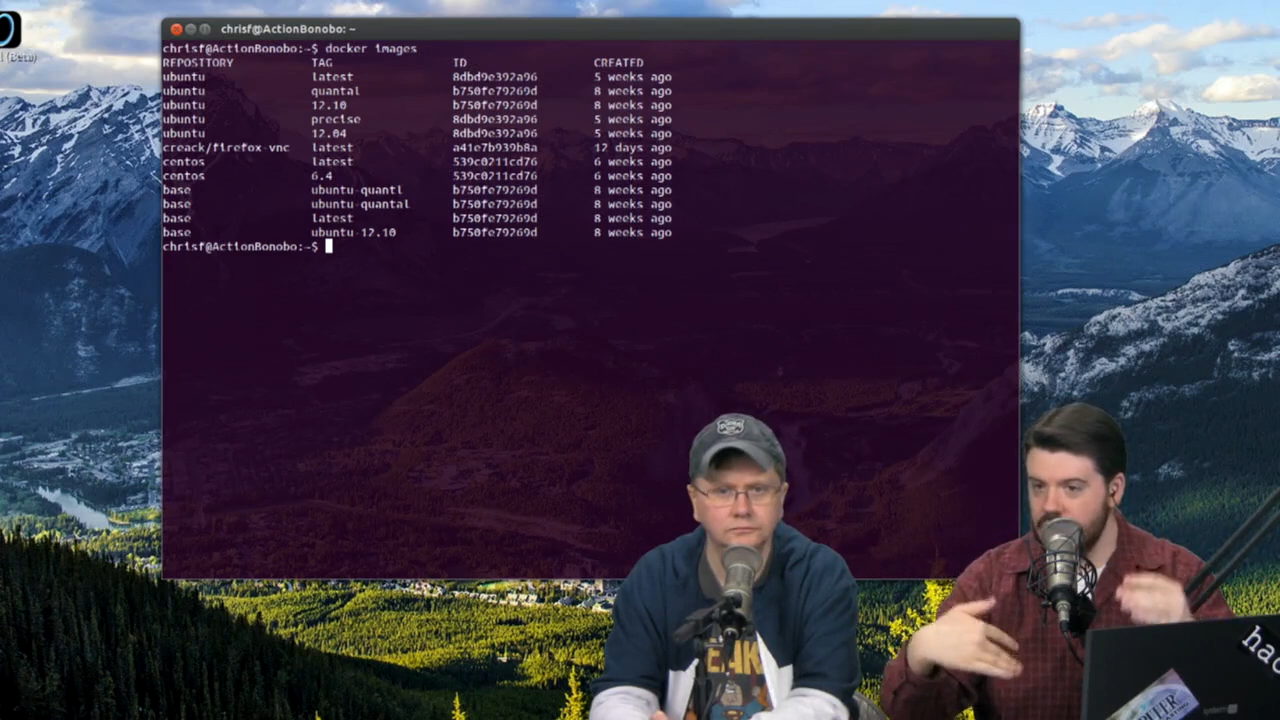 l (Beta)
chrisf@ActionBonobo: ~
chrisf@ActionBonobo:~$ docker images
REPOSITORY TAG ID CREATED
ubuntu latest 8dbd9e392a96 5 weeks ago
ubuntu quantal b750fe79269d 8 weeks ago
ubuntu 12.10 b750fe79269d 8 weeks ago
ubuntu precise 8dbd9e392a96 5 weeks ago
ubuntu 12.04 8dbd9e392a96 5 weeks ago
creack/firefox-vnc latest a41e7b939b8a 12 days ago
centos latest 539c0211cd76 6 weeks ago
centos 6.4 539c0211cd76 6 weeks ago
base ubuntu-quantl b750fe79269d 8 weeks ago
base ubuntu-quantal b750fe79269d 8 weeks ago
base latest b750fe79269d 8 weeks ago
base ubuntu-12.10 b750fe79269d 8 weeks ago
chrisf@ActionBonobo:~$
hac